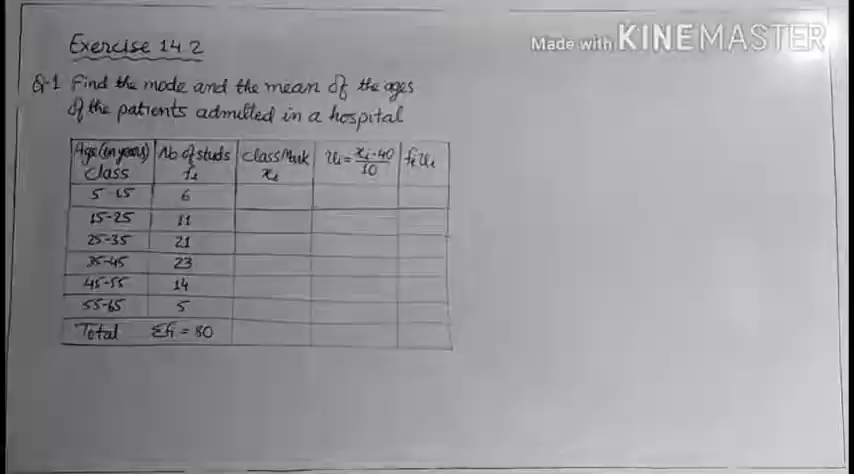 Exercise 14.2
Made with KINEMASTER
Q-1 Find the mode and the mean of the ages
of the patients admitted in a hospital
Age (in years) Class | No of studs fi | Class Mark xi | Ui = xi-40/10 | fiUi
5-15 6
15-25 11
25-35 21
35-45 23
45-55 14
55-65 5
Total Σfi = 80